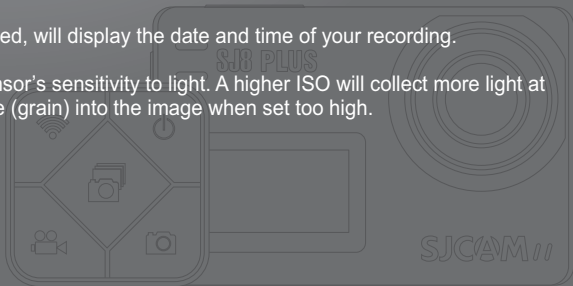 ed, will display the date and time of your recording.
SJ8 PLUS
sor's sensitivity to light. A higher ISO will collect more light at
e (grain) into the image when set too high.
SJCAM